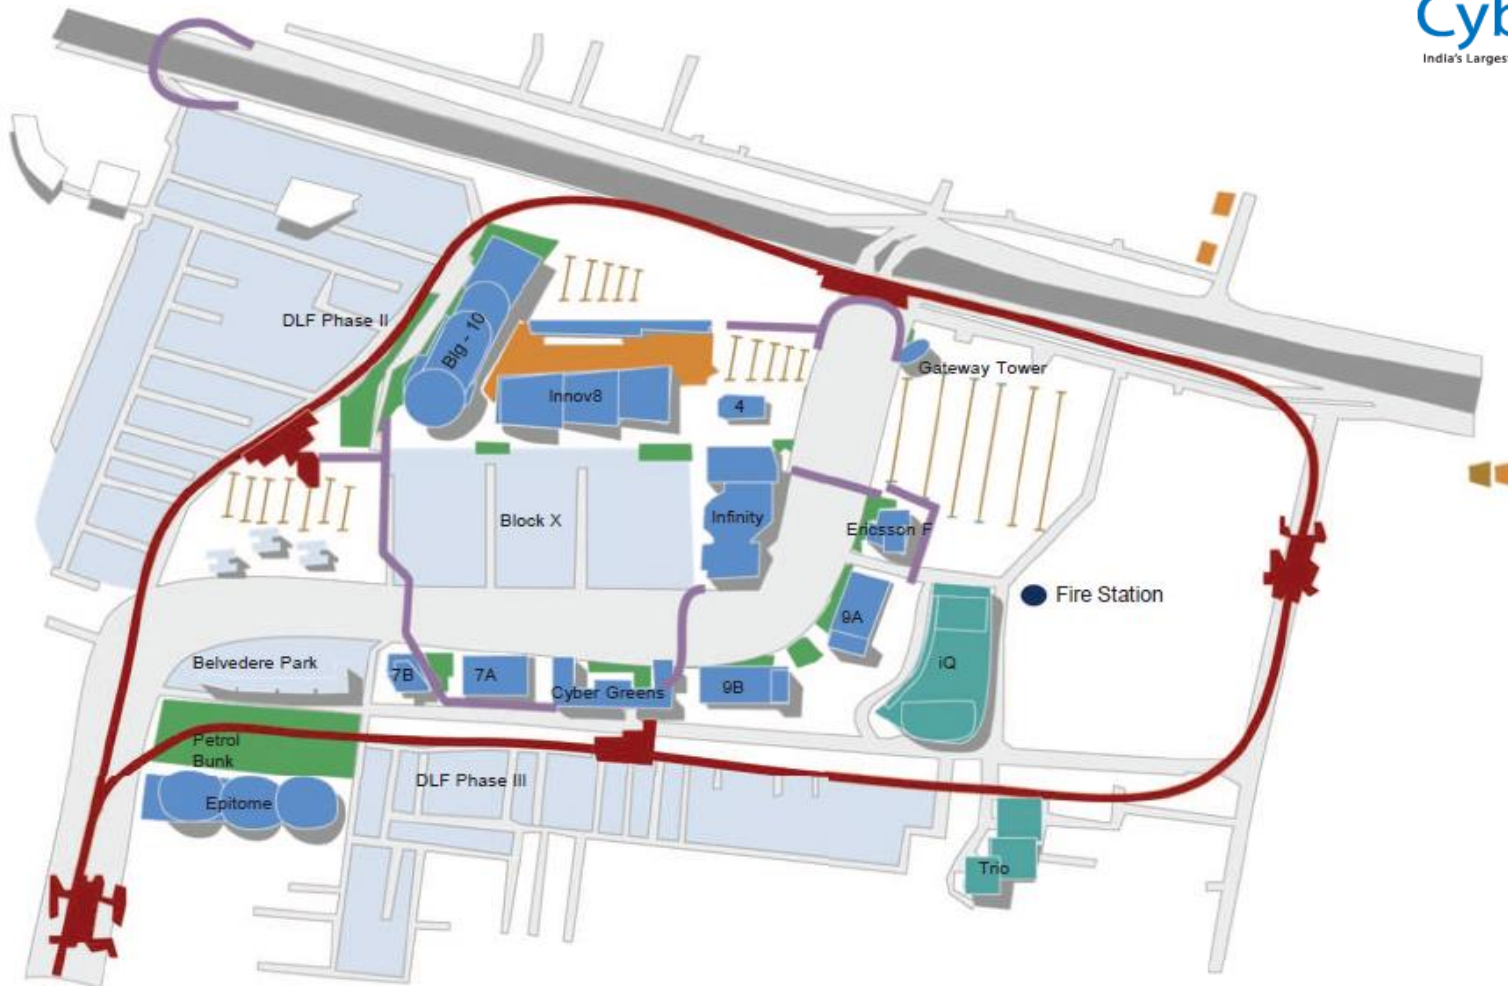 Cyb
India's Larges
DLF Phase II
Blg - 10
Gateway Tower
Innov8
4
Block X
Infinity
Ericsson F
Fire Station
9A
Belvedere Park
7B
7A
Cyber Greens
9B
iQ
Petrol
Bunk
DLF Phase III
Epitome
Trio